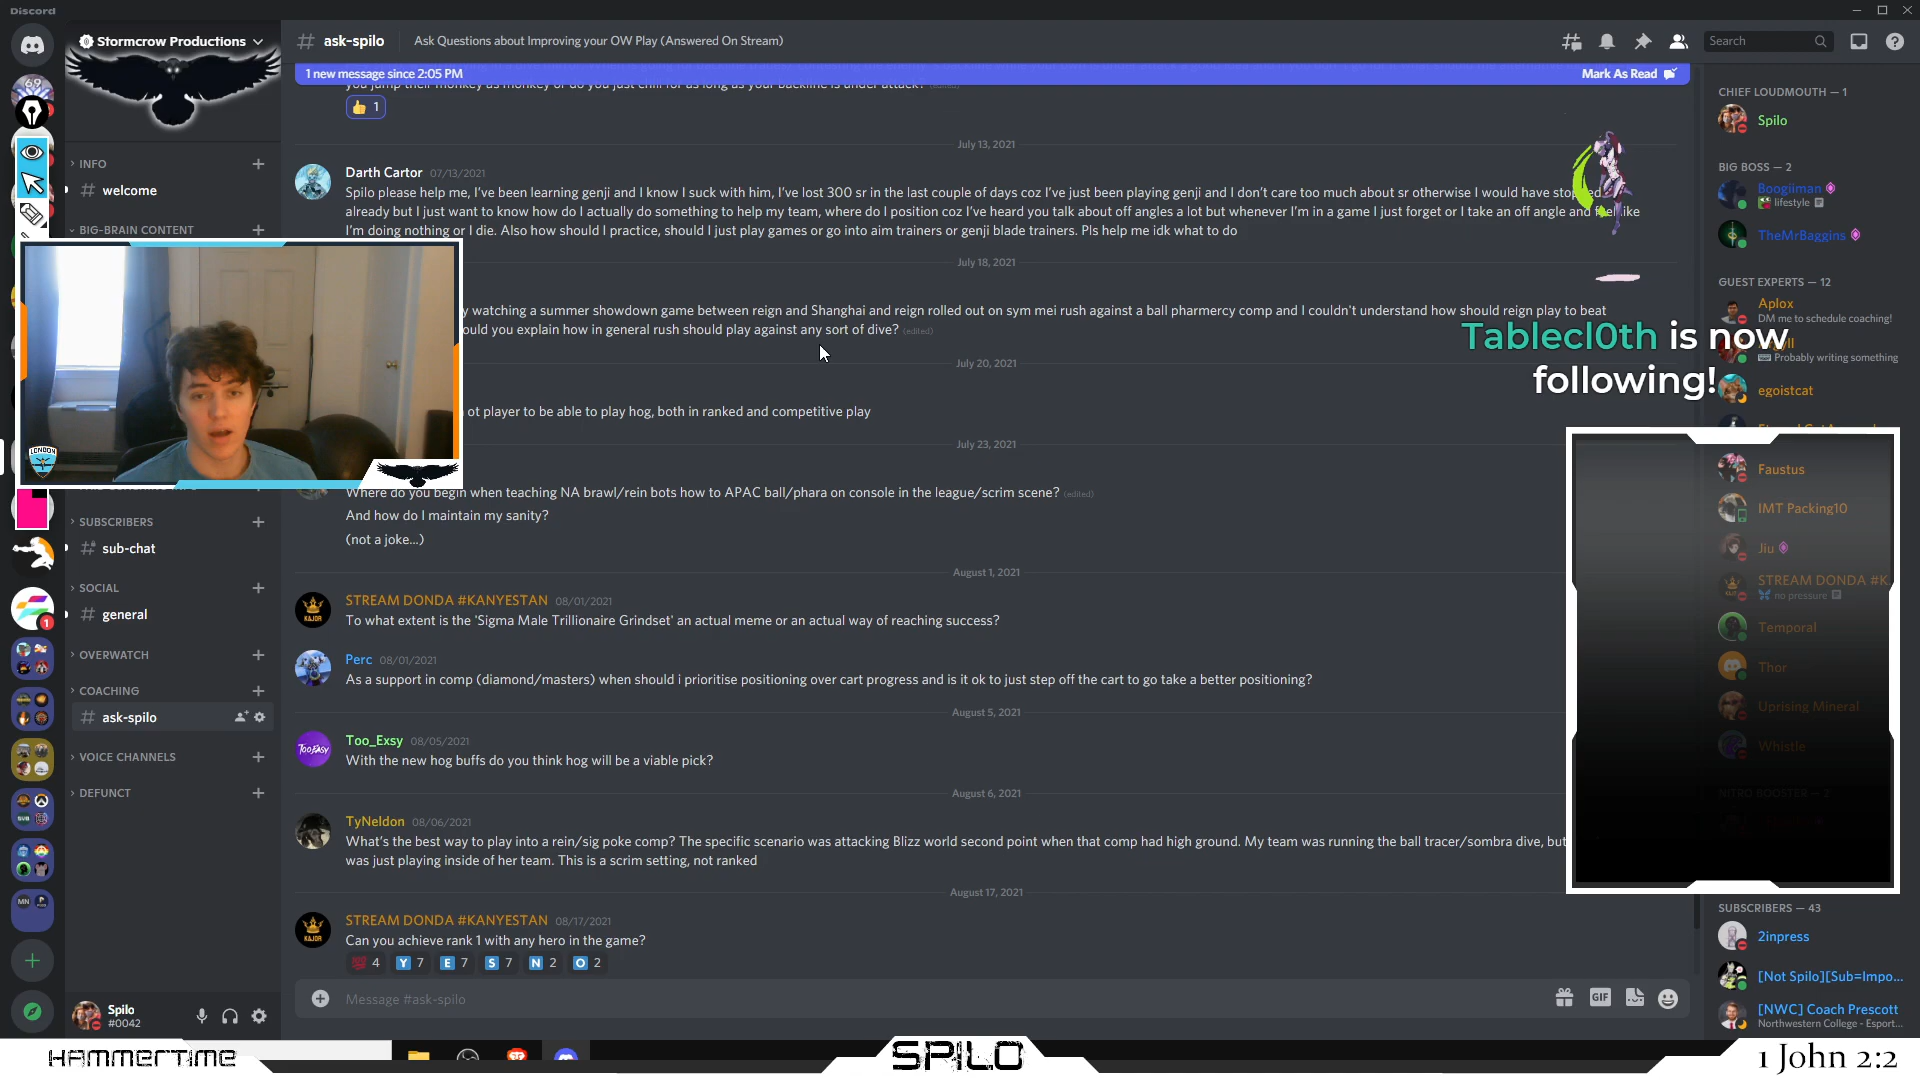 Discord
Stormcrow Productions
# ask-spilo
Ask Questions about Improving your OW Play (Answered On Stream)
Search
1 new message since 2:05 PM
Mark As Read
INFO
# welcome
BIG-BRAIN CONTENT
SUBSCRIBERS
sub-chat
SOCIAL
# general
OVERWATCH
COACHING
# ask-spilo
VOICE CHANNELS
DEFUNCT
Spilo
#0042
1
July 13, 2021
Darth Cartor 07/13/2021
Spilo please help me, I've been learning genji and I know I suck with him, I've lost 300 sr in the last couple of days coz I've just been playing genji and I don't care too much about sr otherwise I would have stopped
already but I just want to know how do I actually do something to help my team, where do I position coz I've heard you talk about off angles a lot but whenever I'm in a game I just forget or I take an off angle and feel like
I'm doing nothing or I die. Also how should I practice, should I just play games or go into aim trainers or genji blade trainers. Pls help me idk what to do
July 18, 2021
watching a summer showdown game between reign and Shanghai and reign rolled out on sym mei rush against a ball pharmercy comp and I couldn't understand how should reign play to beat
ould you explain how in general rush should play against any sort of dive? (edited)
July 20, 2021
ot player to be able to play hog, both in ranked and competitive play
July 23, 2021
Where do you begin when teaching NA brawl/rein bots how to APAC ball/phara on console in the league/scrim scene? (edited)
And how do I maintain my sanity?
(not a joke...)
August 1, 2021
STREAM DONDA #KANYESTAN 08/01/2021
To what extent is the 'Sigma Male Trillionaire Grindset' an actual meme or an actual way of reaching success?
Perc 08/01/2021
As a support in comp (diamond/masters) when should i prioritise positioning over cart progress and is it ok to just step off the cart to go take a better positioning?
August 5, 2021
Too_Exsy 08/05/2021
With the new hog buffs do you think hog will be a viable pick?
August 6, 2021
TyNeldon 08/06/2021
What's the best way to play into a rein/sig poke comp? The specific scenario was attacking Blizz world second point when that comp had high ground. My team was running the ball tracer/sombra dive, but
was just playing inside of her team. This is a scrim setting, not ranked
August 17, 2021
STREAM DONDA #KANYESTAN 08/17/2021
Can you achieve rank 1 with any hero in the game?
4 Y 7 E 7 S 7 N 2 O 2
Message #ask-spilo
GIF
CHIEF LOUDMOUTH — 1
Spilo
BIG BOSS — 2
Boogiiman
lifestyle
TheMrBaggins
GUEST EXPERTS — 12
Aplox
DM me to schedule coaching!
Probably writing something
egoistcat
Tablecl0th is now
following!
Faustus
IMT Packing10
Jiu
STREAM DONDA #K
no pressure
Temporal
Thor
Uprising Mineral
Whistle
NITRO BOOSTER — 2
SUBSCRIBERS — 43
2inpress
[Not Spilo][Sub=Impo...
[NWC] Coach Prescott
Northwestern College - Esport...
LONDON
HAMMERTIME
SPILO
1 John 2:2